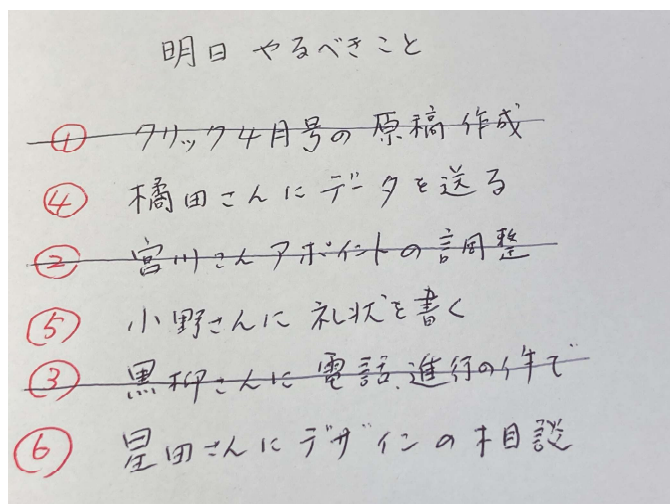 明日やるべきこと
① クリック4月号の原稿作成
④ 橘田さんにデータを送る
② 宮川さんアポイントの調整
⑤ 小野さんに礼状を書く
③ 黒柳さんに電話、進行の件で
⑥ 星田さんにデザインの相談